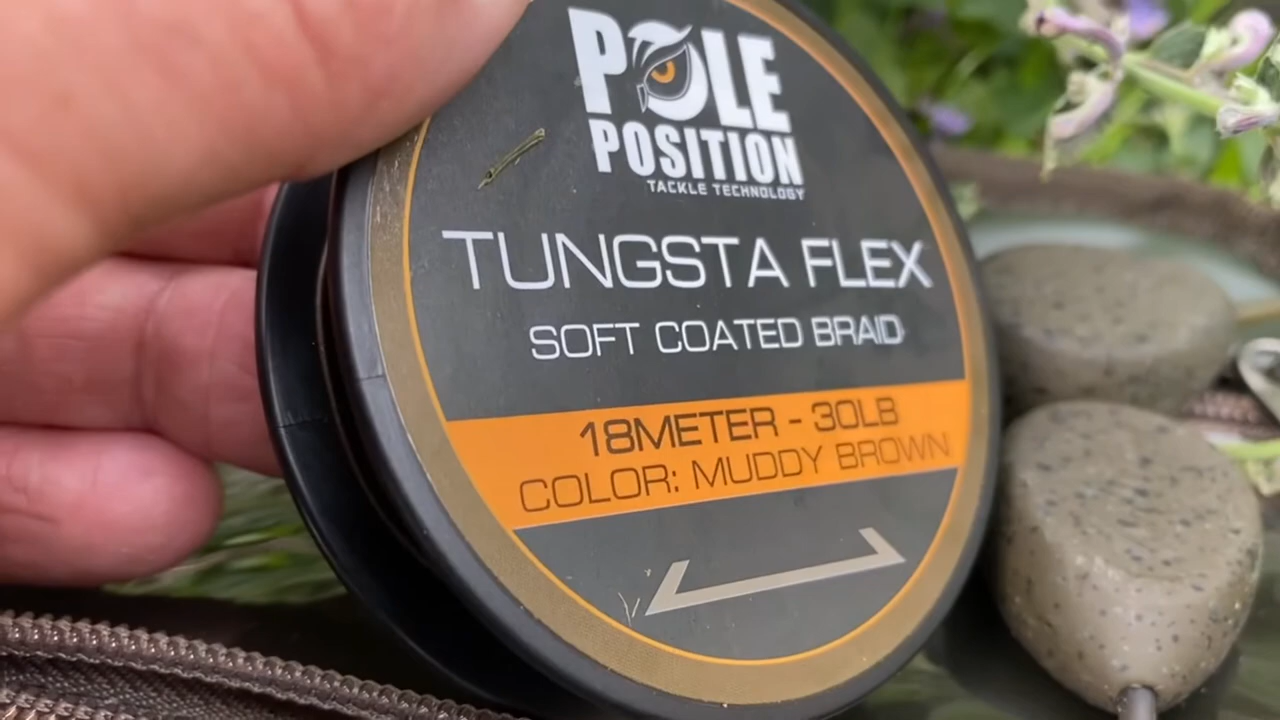 POLE
POSITION
TACKLE TECHNOLOGY
TUNGSTA FLEX
SOFT COATED BRAID
18METER - 30LB
COLOR: MUDDY BROWN